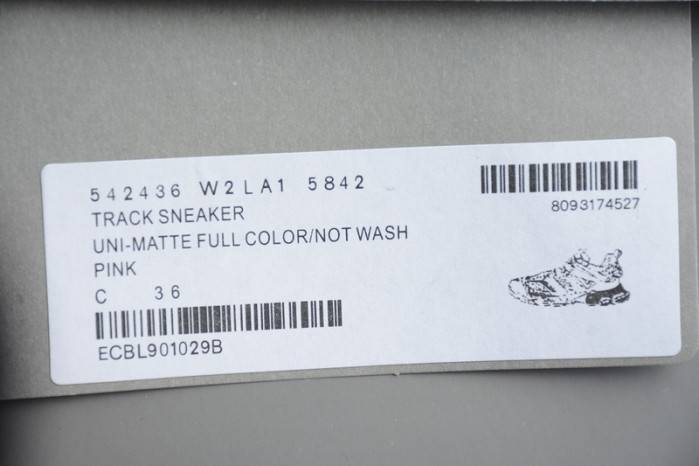 542436 W2LA1 5842
TRACK SNEAKER
UNI-MATTE FULL COLOR/NOT WASH
PINK
C 36
ECBL901029B
8093174527